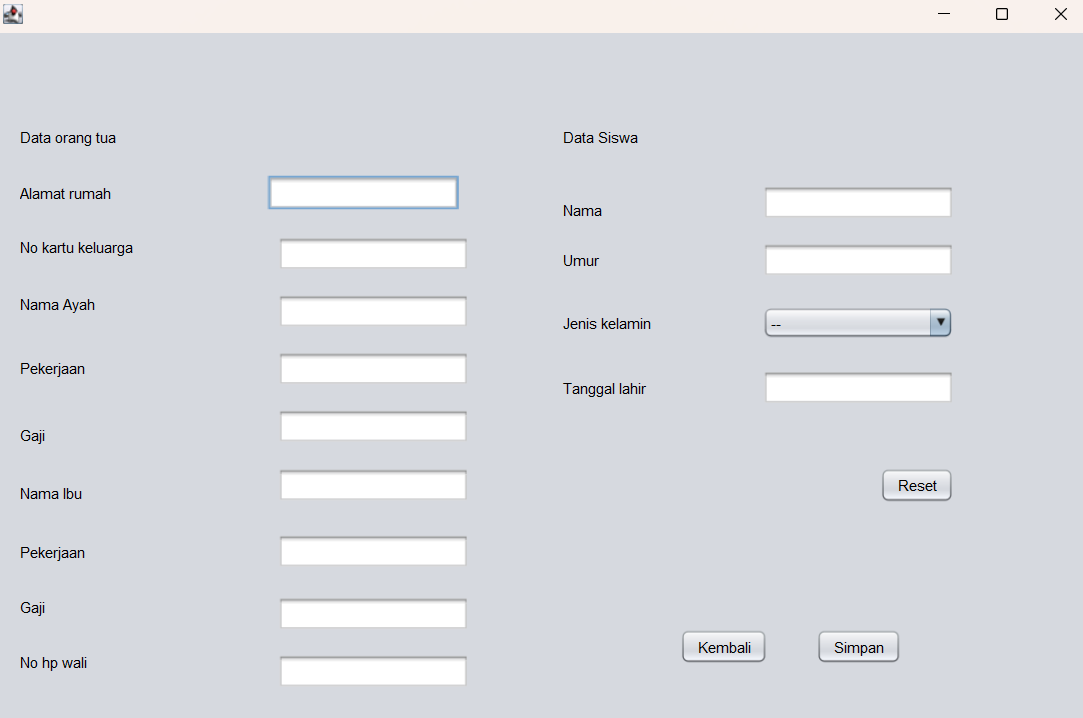 Data orang tua
Alamat rumah
No kartu keluarga
Nama Ayah
Pekerjaan
Gaji
Nama Ibu
Pekerjaan
Gaji
No hp wali
Data Siswa
Nama
Umur
Jenis kelamin
--
Tanggal lahir
Reset
Kembali
Simpan